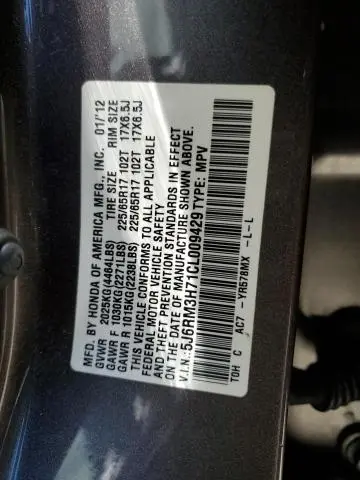 MFD. BY HONDA OF AMERICA MFG., INC. 01/'12
GVWR 2025KG(4464LBS) TIRE SIZE RIM SIZE
GAWR F 1030KG(2271LBS) 225/65R17 102T 17X6.5J
GAWR R 1015KG(2238LBS) 225/65R17 102T 17X6.5J
THIS VEHICLE CONFORMS TO ALL APPLICABLE
FEDERAL MOTOR VEHICLE SAFETY
AND THEFT PREVENTION STANDARDS IN EFFECT
ON THE DATE OF MANUFACTURE SHOWN ABOVE.
V.I.N.:5J6RM3H71CL009429 TYPE: MPV
TOH C AC7 -YR578MX -L-L